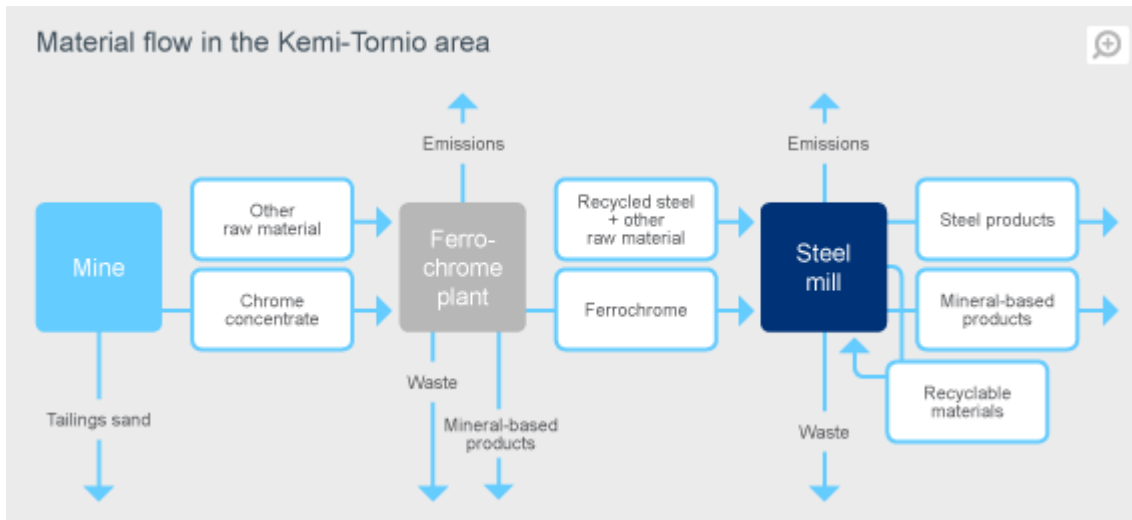 Material flow in the Kemi-Tornio area
Emissions
Emissions
Other
raw material
Recycled steel
+ other
raw material
Steel products
Mine
Ferro-
chrome
plant
Steel
mill
Chrome
concentrate
Ferrochrome
Mineral-based
products
Waste
Recyclable
materials
Tailings sand
Mineral-based
products
Waste